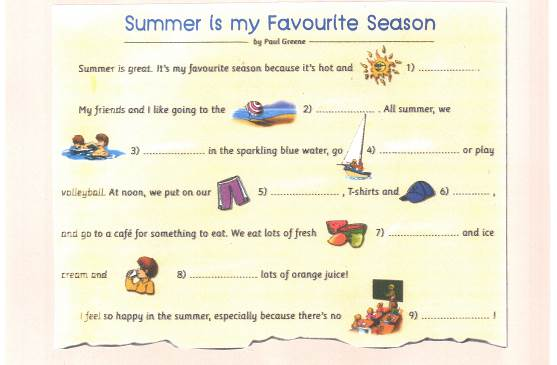 Summer is my Favourite Season
by Paul Greene
Summer is great. It's my favourite season because it's hot and 1) ....................
My friends and I like going to the 2) .................... . All summer, we
3) .................... in the sparkling blue water, go 4) .................... or play
volleyball. At noon, we put on our 5) .................... , T-shirts and 6) ............ ,
and go to a café for something to eat. We eat lots of fresh 7) .................... and ice
cream and 8) .................... lots of orange juice!
I feel so happy in the summer, especially because there's no 9) .................... !